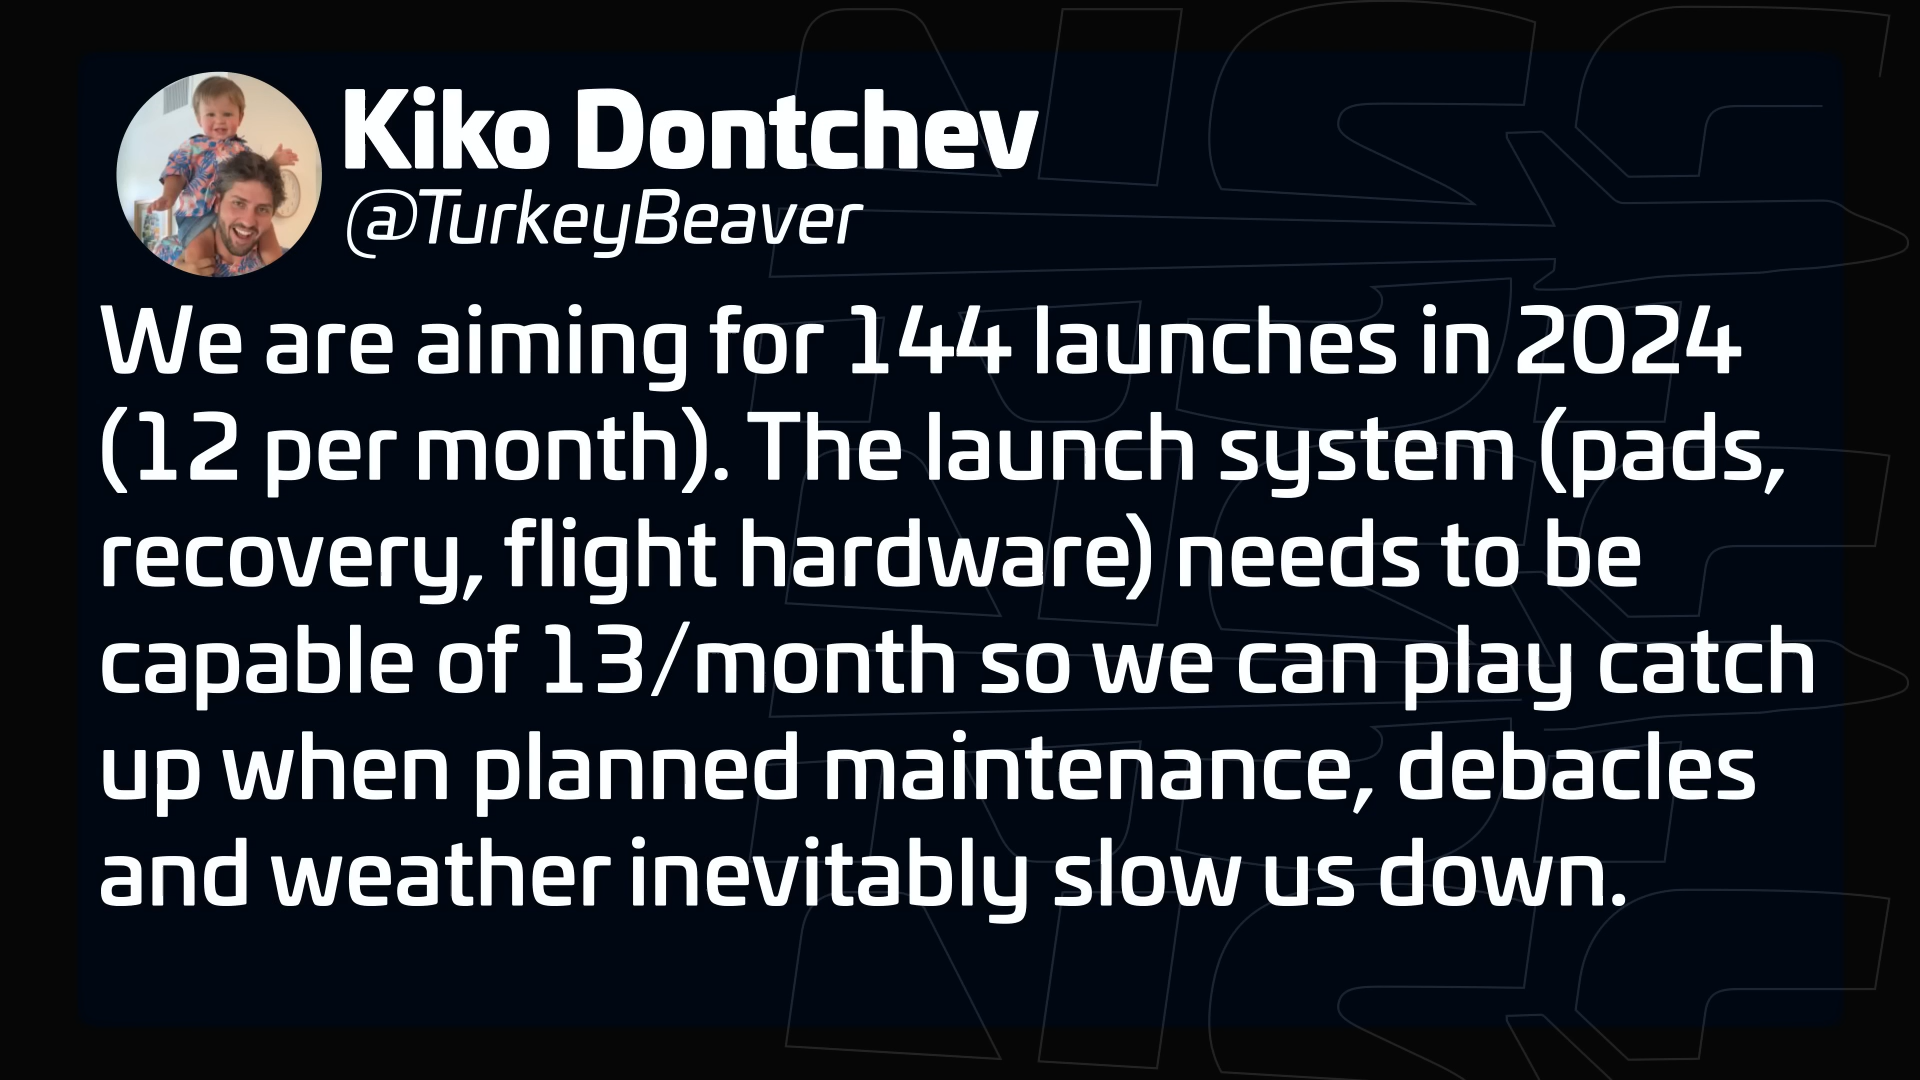 Kiko Dontchev
@TurkeyBeaver
We are aiming for 144 launches in 2024
(12 per month). The launch system (pads,
recovery, flight hardware) needs to be
capable of 13/month so we can play catch
up when planned maintenance, debacles
and weather inevitably slow us down.